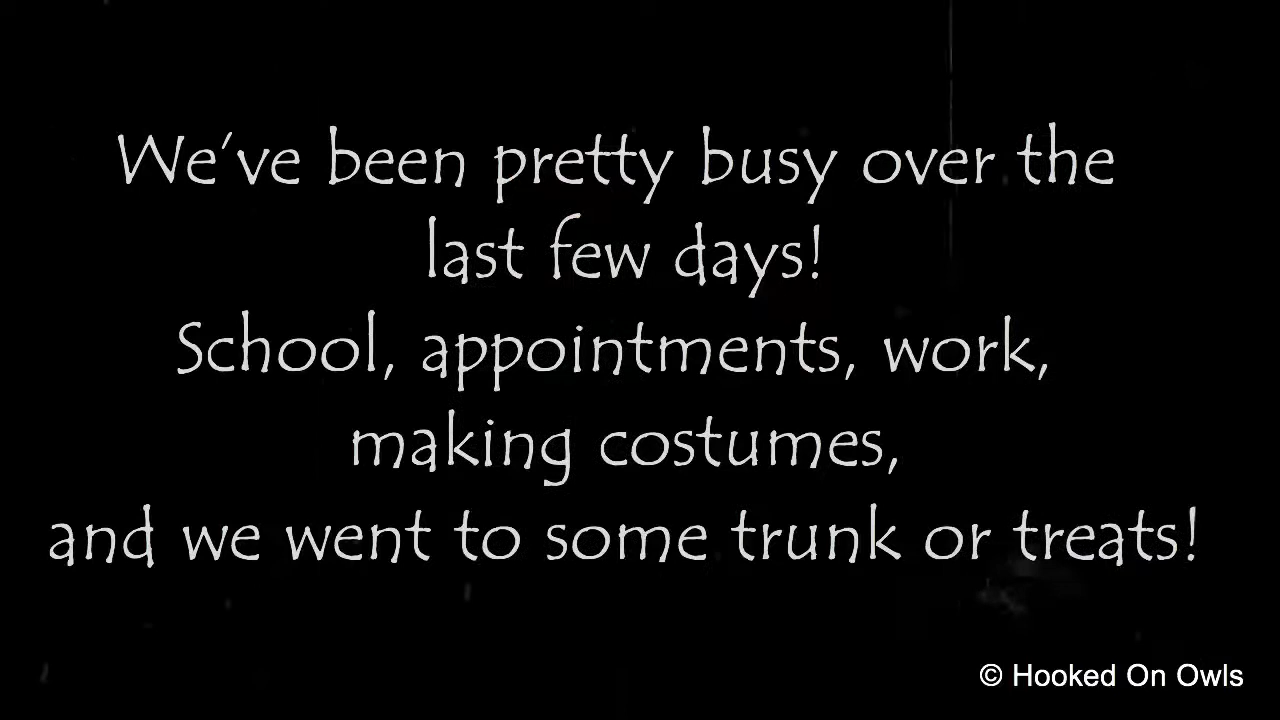 We've been pretty busy over the
last few days!
School, appointments, work,
making costumes,
and we went to some trunk or treats!
© Hooked On Owls